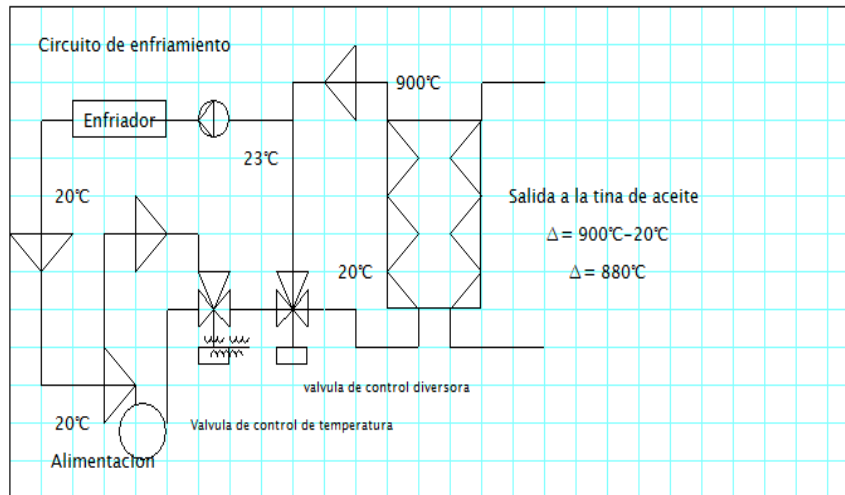 Circuito de enfriamiento
900℃
Enfriador
23℃
20℃
Salida a la tina de aceite
Δ = 900℃-20℃
20℃
Δ = 880℃
valvula de control diversora
20℃
Valvula de control de temperatura
Alimentacion